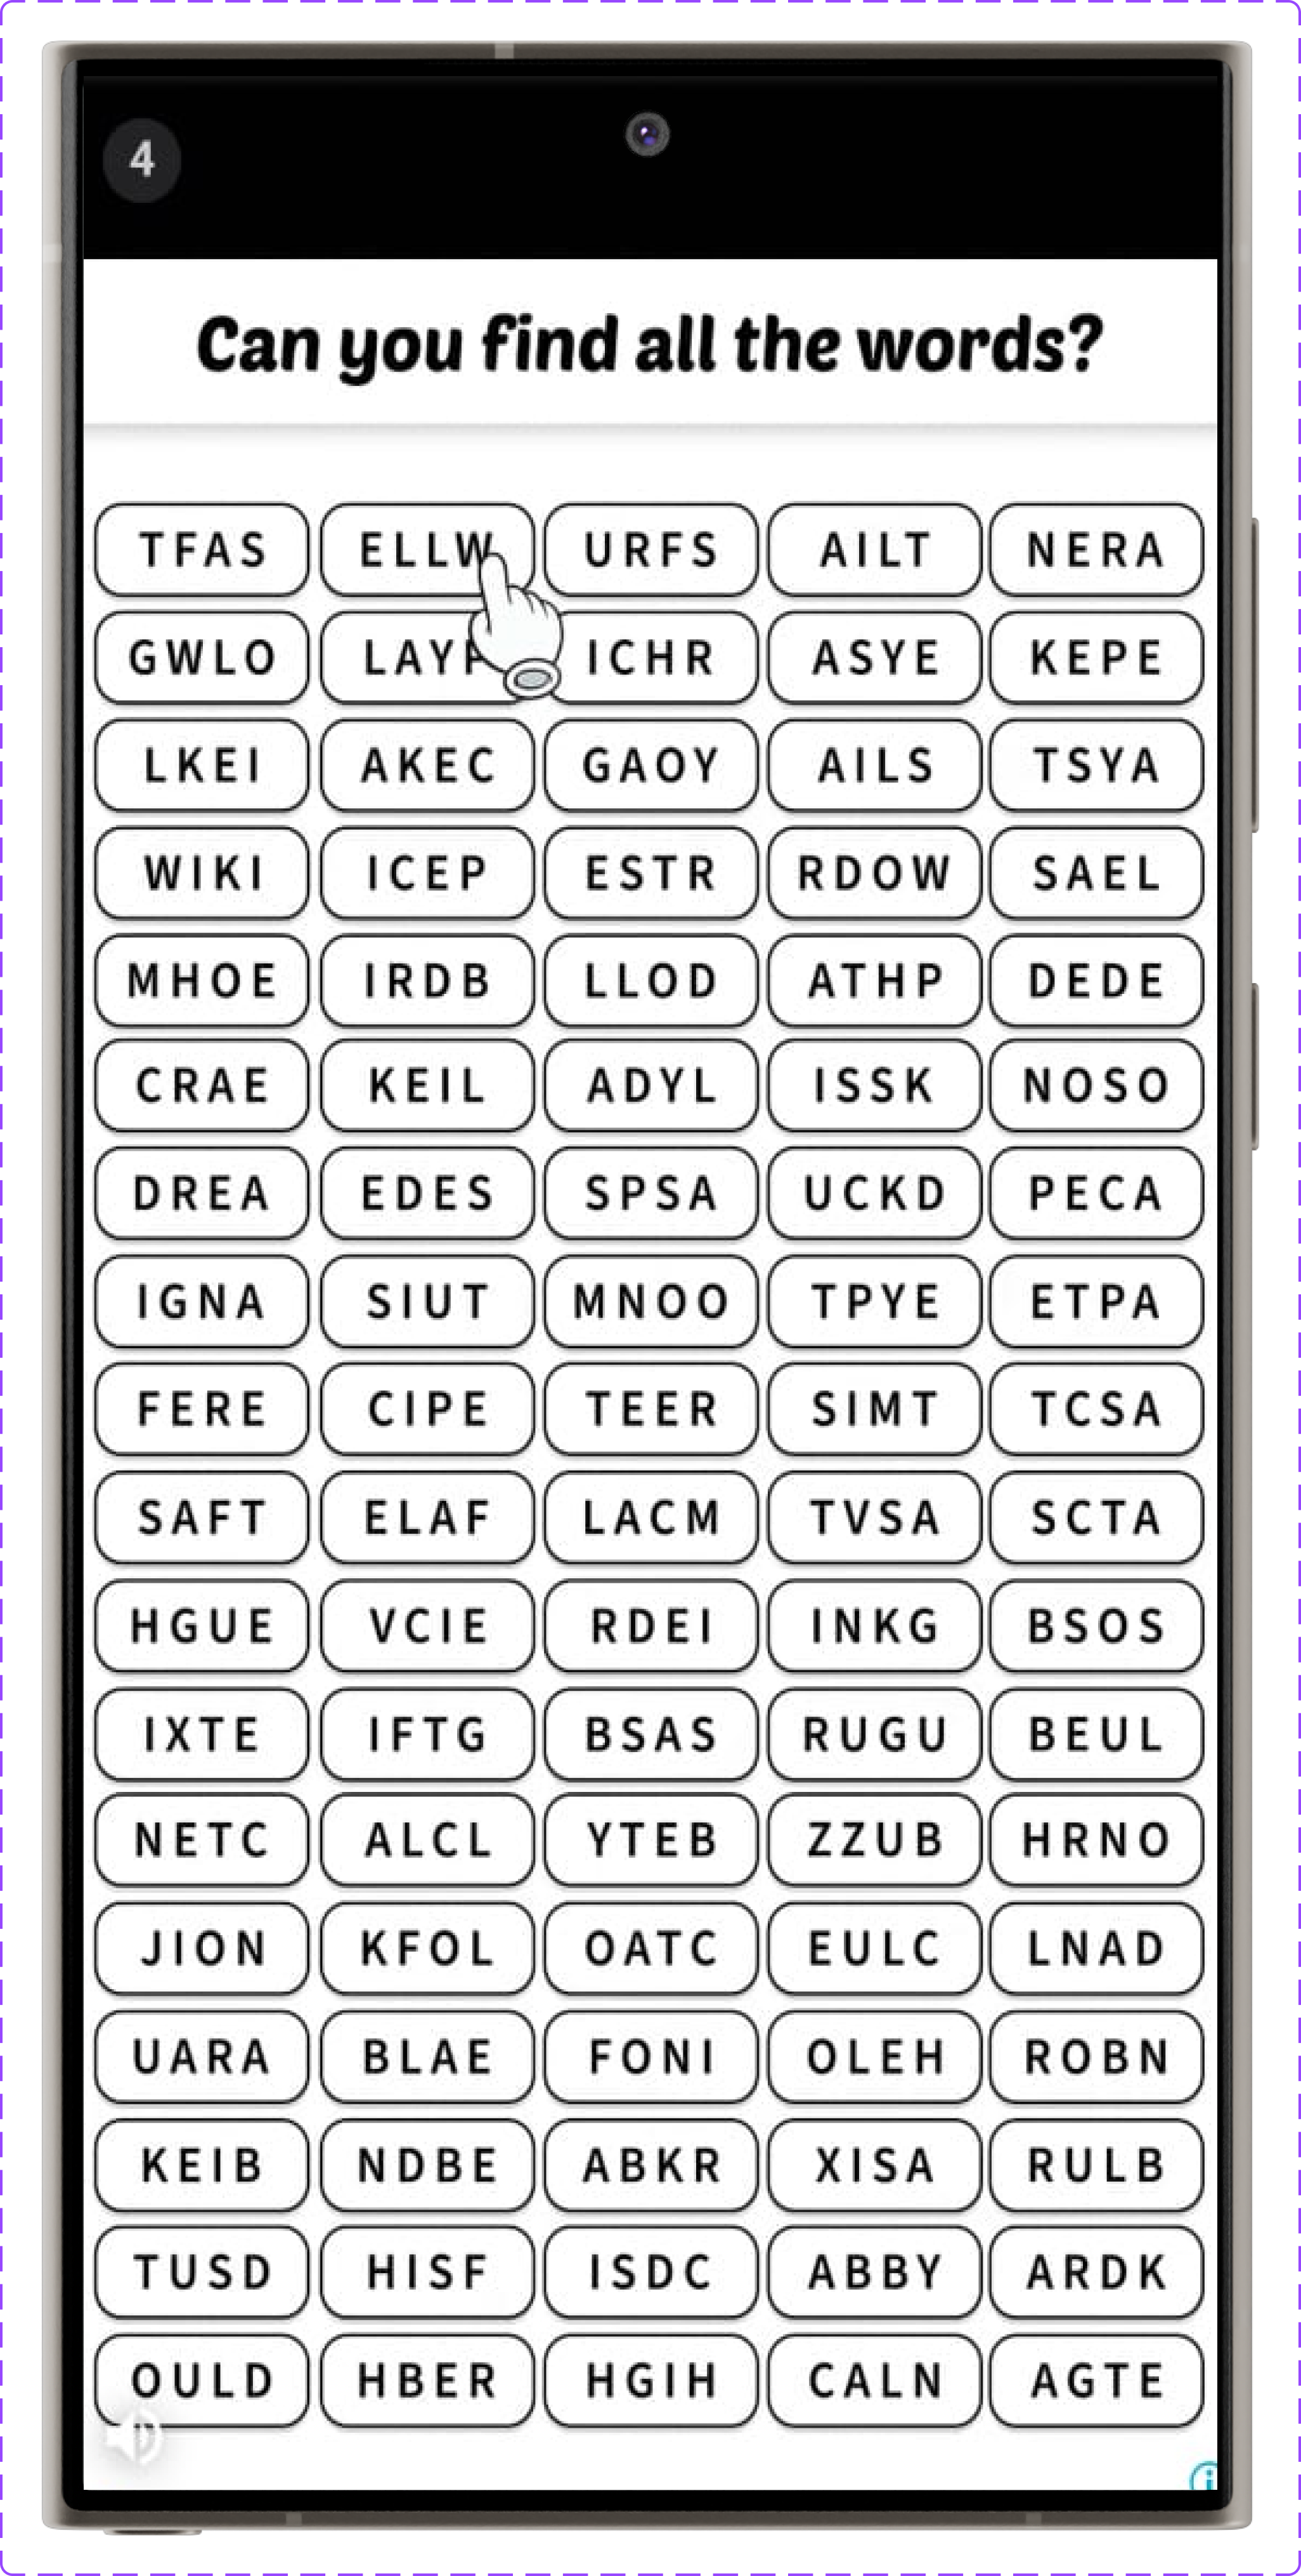 4
Can you find all the words?
TFAS ELLW URFS AILT NERA
GWLO ICHR ASYE KEPE
LKEI AKEC GAOY AILS TSYA
WIKI ICEP ESTR RDOW SAEL
MHOE IRDB LLOD ATHP DEDE
CRAE KEIL ADYL ISSK NOSO
DREA EDES SPSA UCKD PECA
IGNA SIUT MNOO TPYE ETPA
FERE CIPE TEER SIMT TCSA
SAFT ELAF LACM TVSA SCTA
HGUE VCIE RDEI INKG BSOS
IXTE IFTG BSAS RUGU BEUL
NETC ALCL YTEB ZZUB HRNO
JION KFOL OATC EULC LNAD
UARA BLAE FONI OLEH ROBN
KEIB NDBE ABKR XISA RULB
TUSD HISF ISDC ABBY ARDK
OULD HBER HGIH CALN AGTE